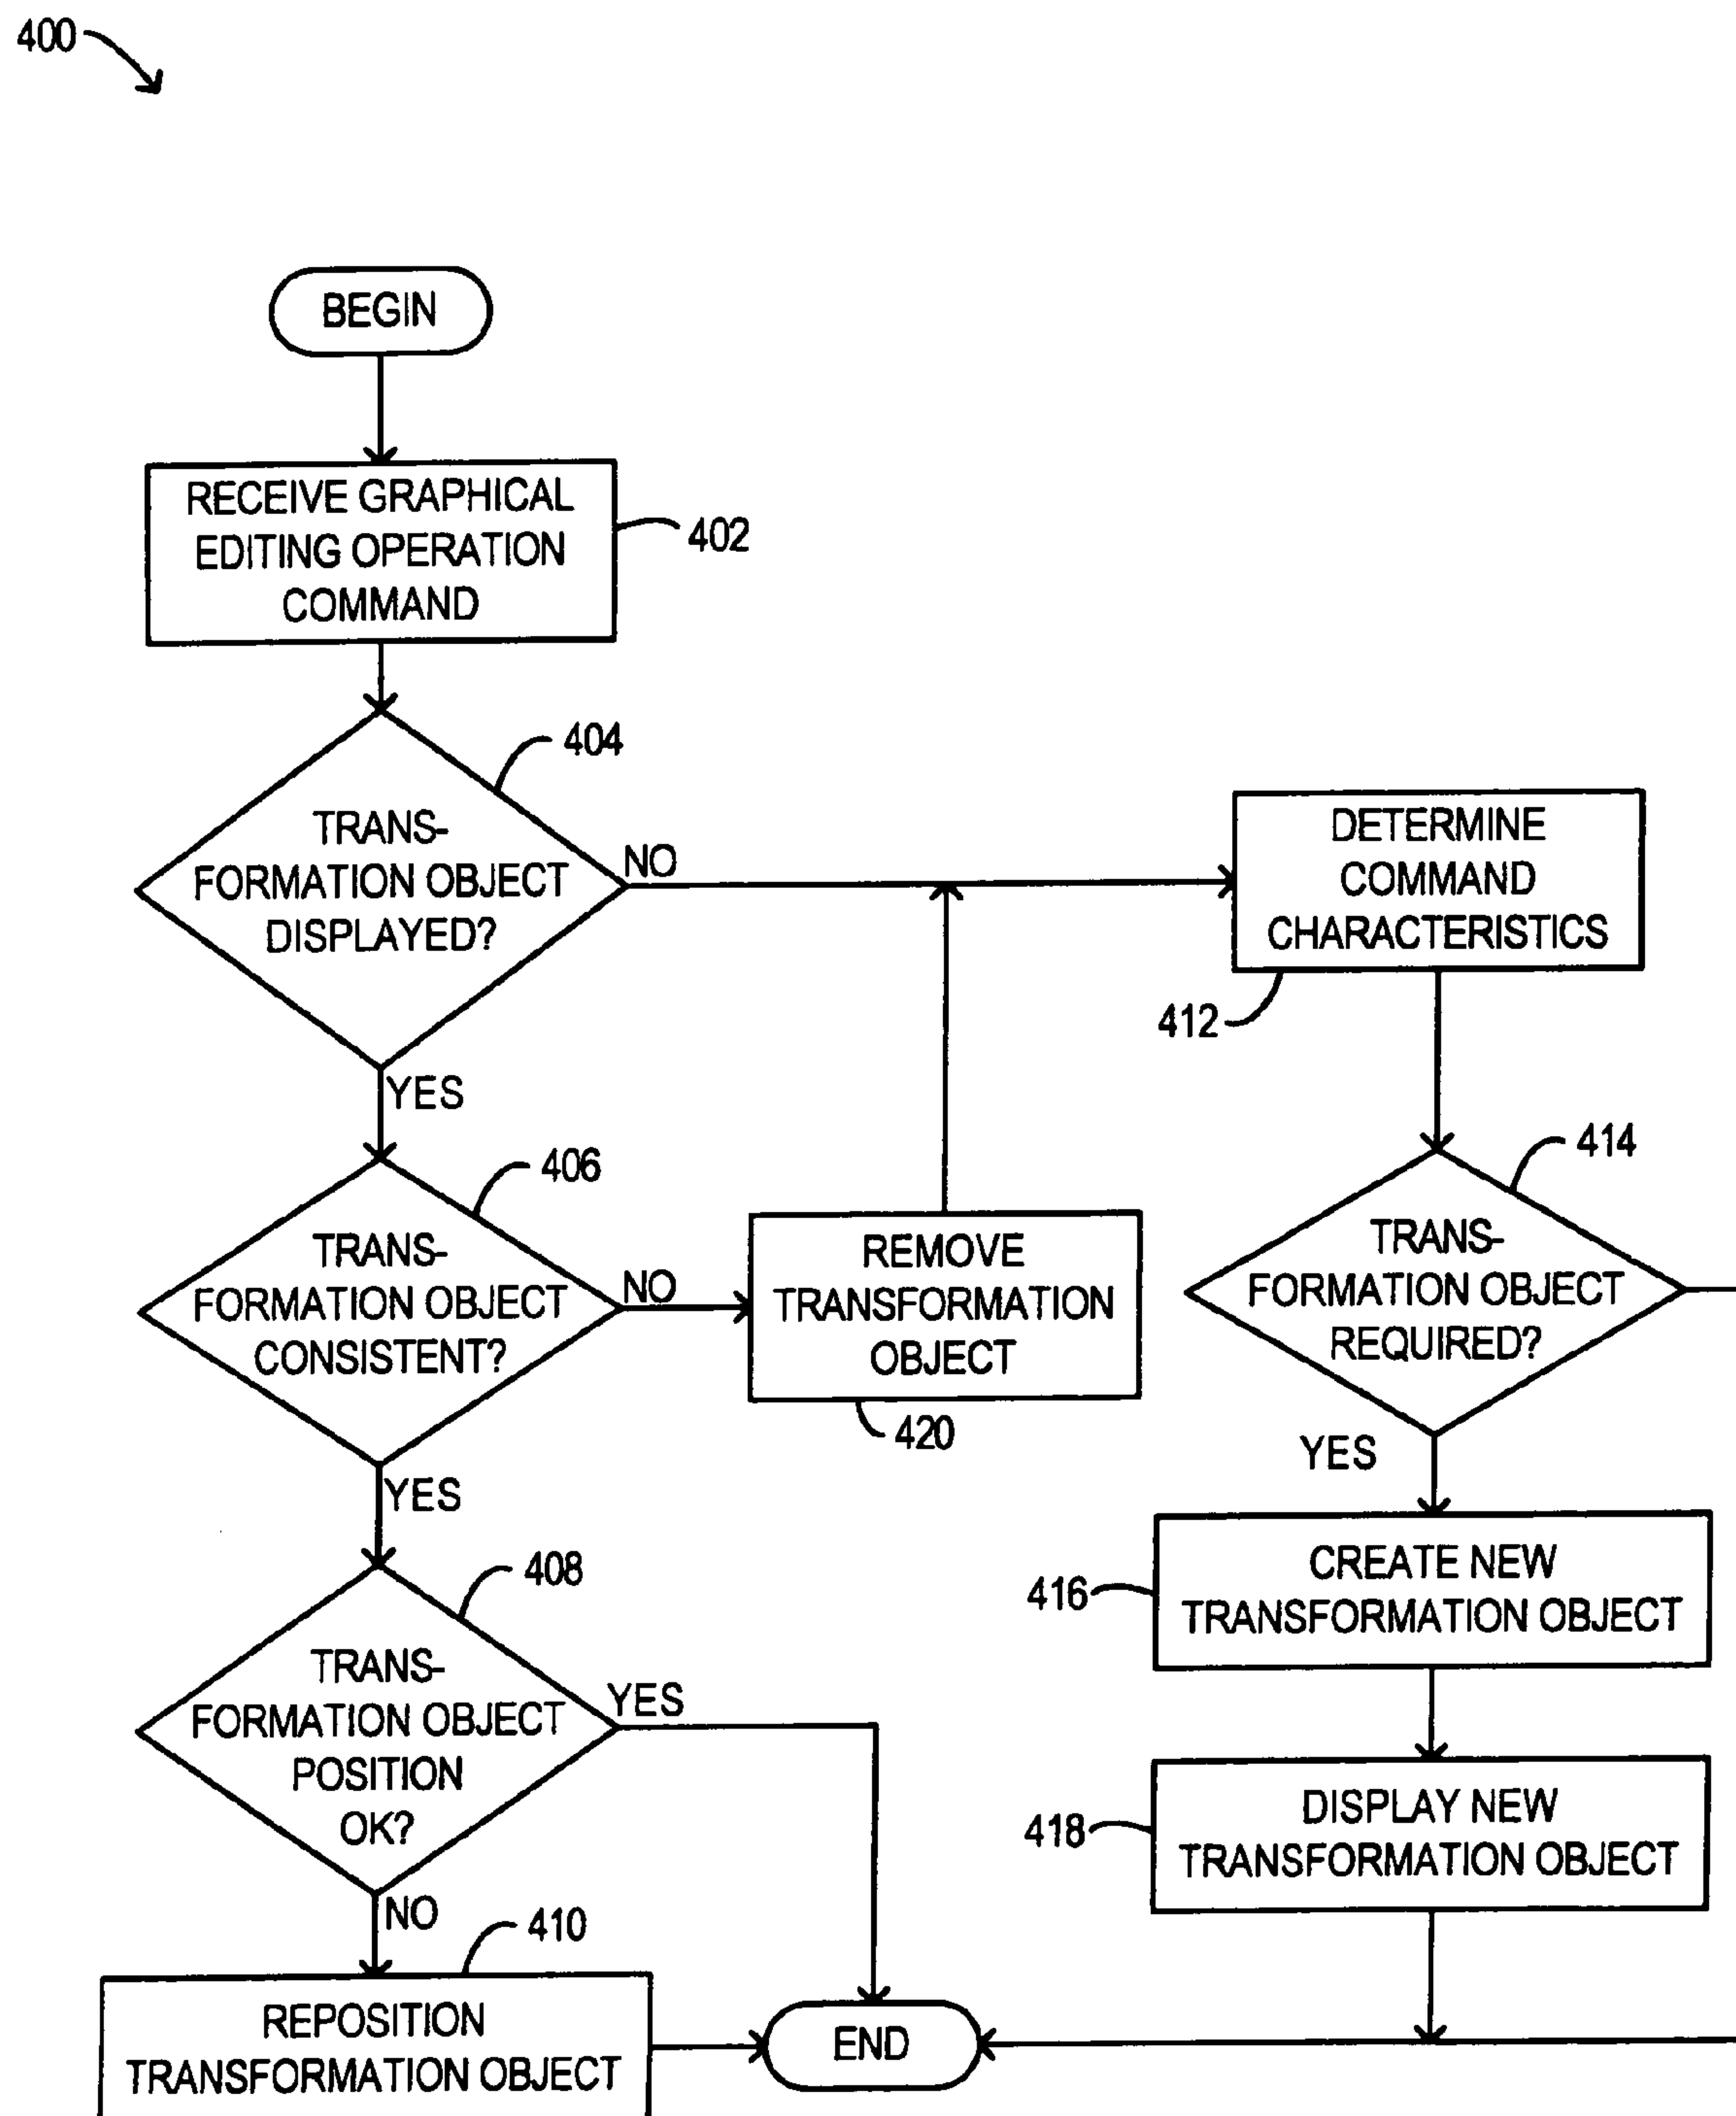 400
BEGIN
RECEIVE GRAPHICAL
EDITING OPERATION
COMMAND
402
404
TRANS-
FORMATION OBJECT
DISPLAYED?
NO
YES
DETERMINE
COMMAND
CHARACTERISTICS
412
406
TRANS-
FORMATION OBJECT
CONSISTENT?
NO
YES
REMOVE
TRANSFORMATION
OBJECT
420
414
TRANS-
FORMATION OBJECT
REQUIRED?
YES
408
TRANS-
FORMATION OBJECT
POSITION
OK?
YES
NO
416
CREATE NEW
TRANSFORMATION OBJECT
418
DISPLAY NEW
TRANSFORMATION OBJECT
410
REPOSITION
TRANSFORMATION OBJECT
END